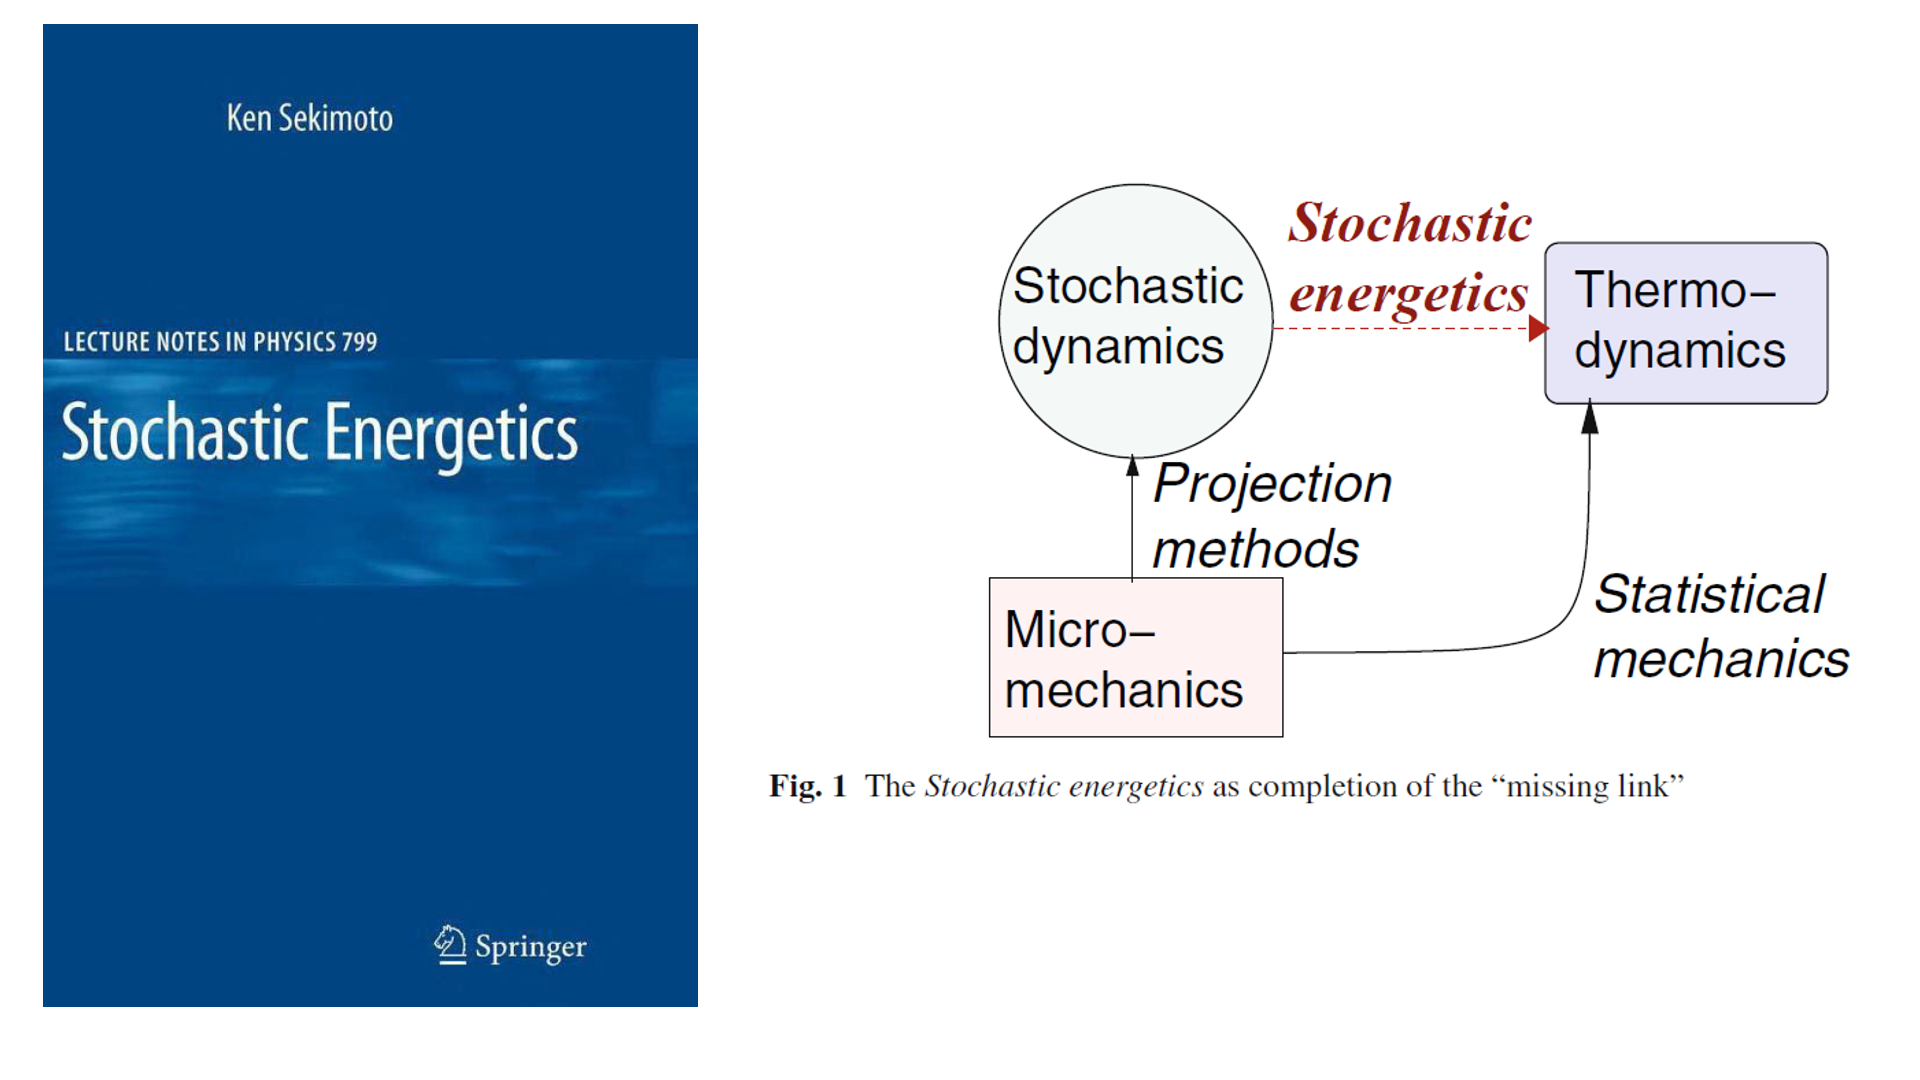 Ken Sekimoto
LECTURE NOTES IN PHYSICS 799
Stochastic Energetics
Springer
Stochastic
dynamics
Stochastic
energetics
Thermo–
dynamics
Projection
methods
Micro–
mechanics
Statistical
mechanics
Fig. 1 The Stochastic energetics as completion of the “missing link”